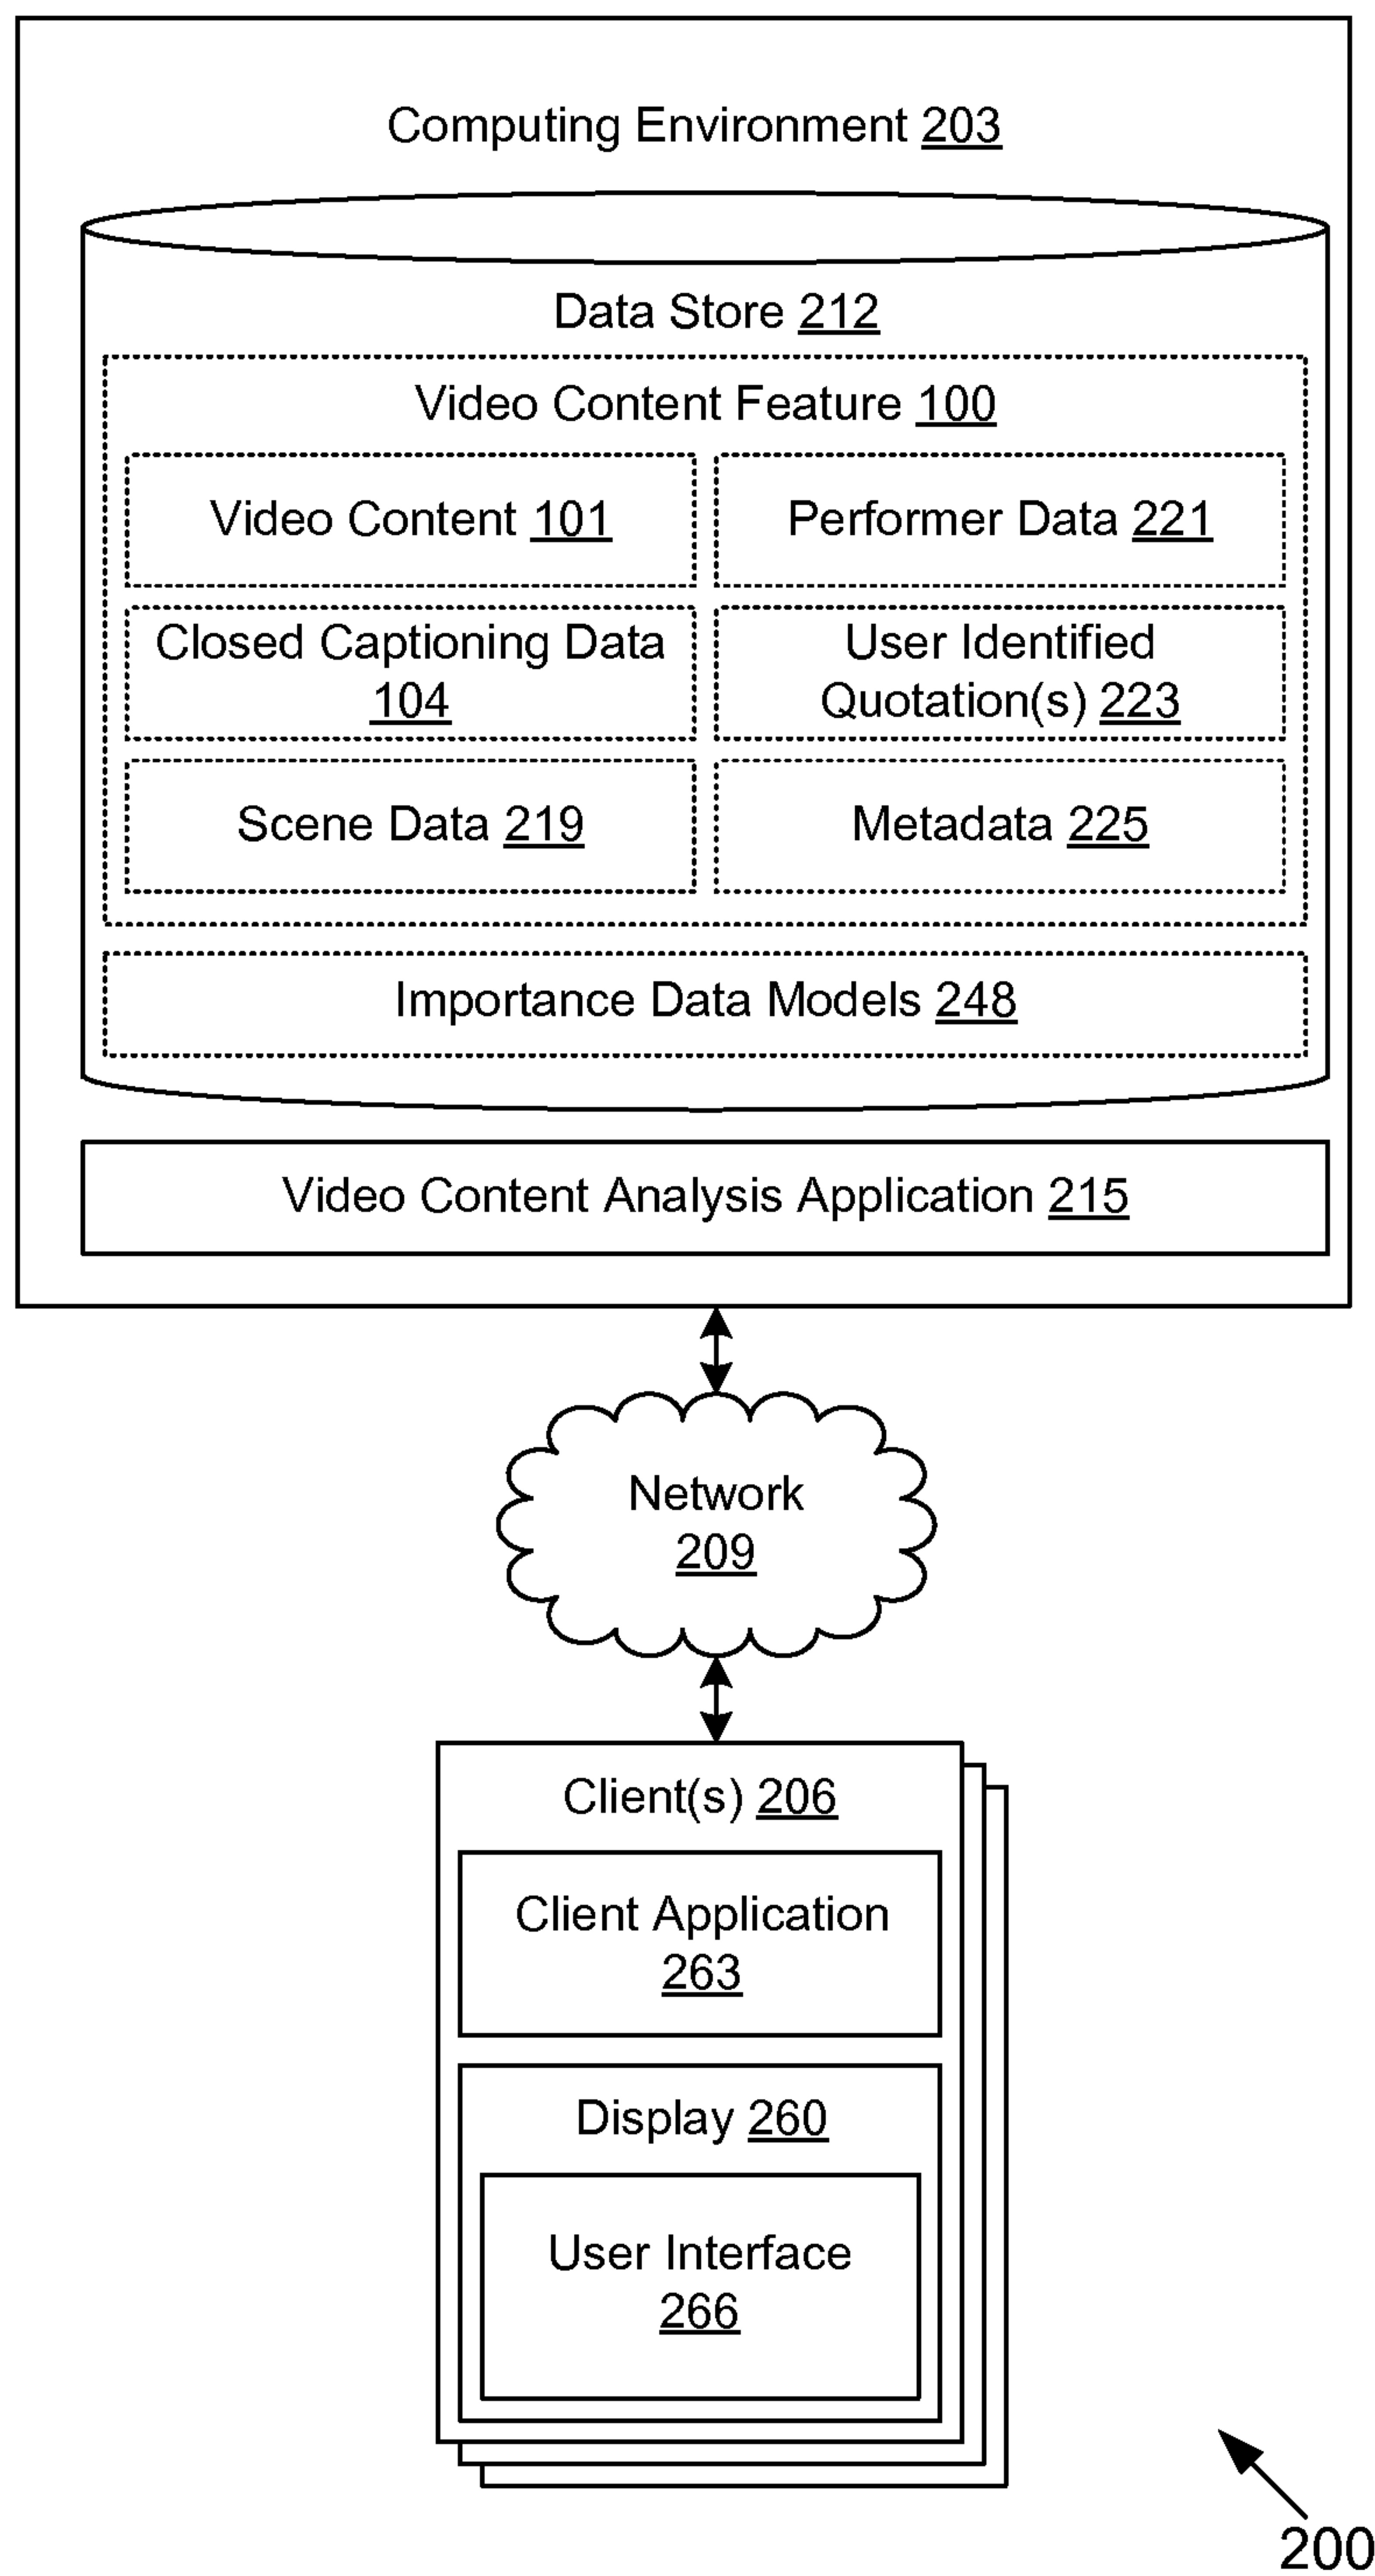 Computing Environment 203
Data Store 212
Video Content Feature 100
Video Content 101
Performer Data 221
Closed Captioning Data
104
User Identified
Quotation(s) 223
Scene Data 219
Metadata 225
Importance Data Models 248
Video Content Analysis Application 215
Network
209
Client(s) 206
Client Application
263
Display 260
User Interface
266
200